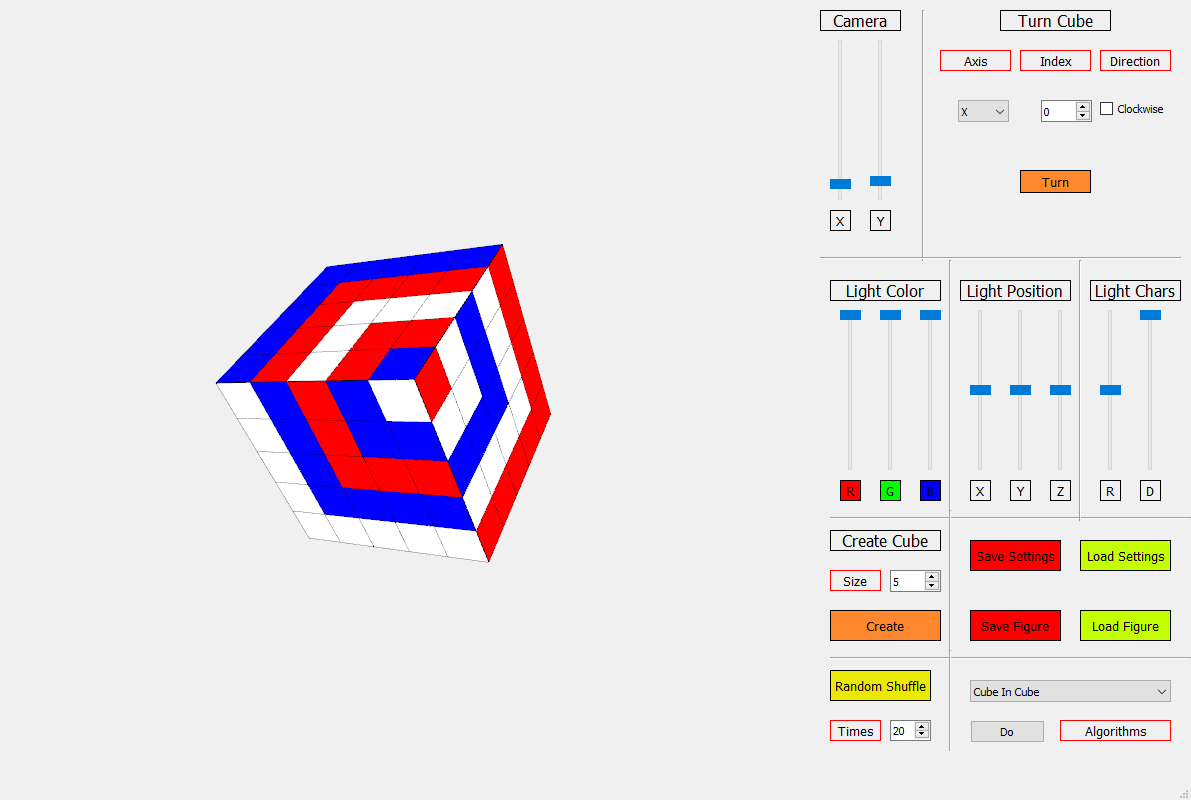 Camera
Turn Cube
Axis
Index
Direction
X
0
Clockwise
Turn
X
Y
Light Color
Light Position
Light Chars
R
G
B
X
Y
Z
R
D
Create Cube
Size
5
Create
Save Settings
Load Settings
Save Figure
Load Figure
Random Shuffle
Times
20
Cube In Cube
Do
Algorithms